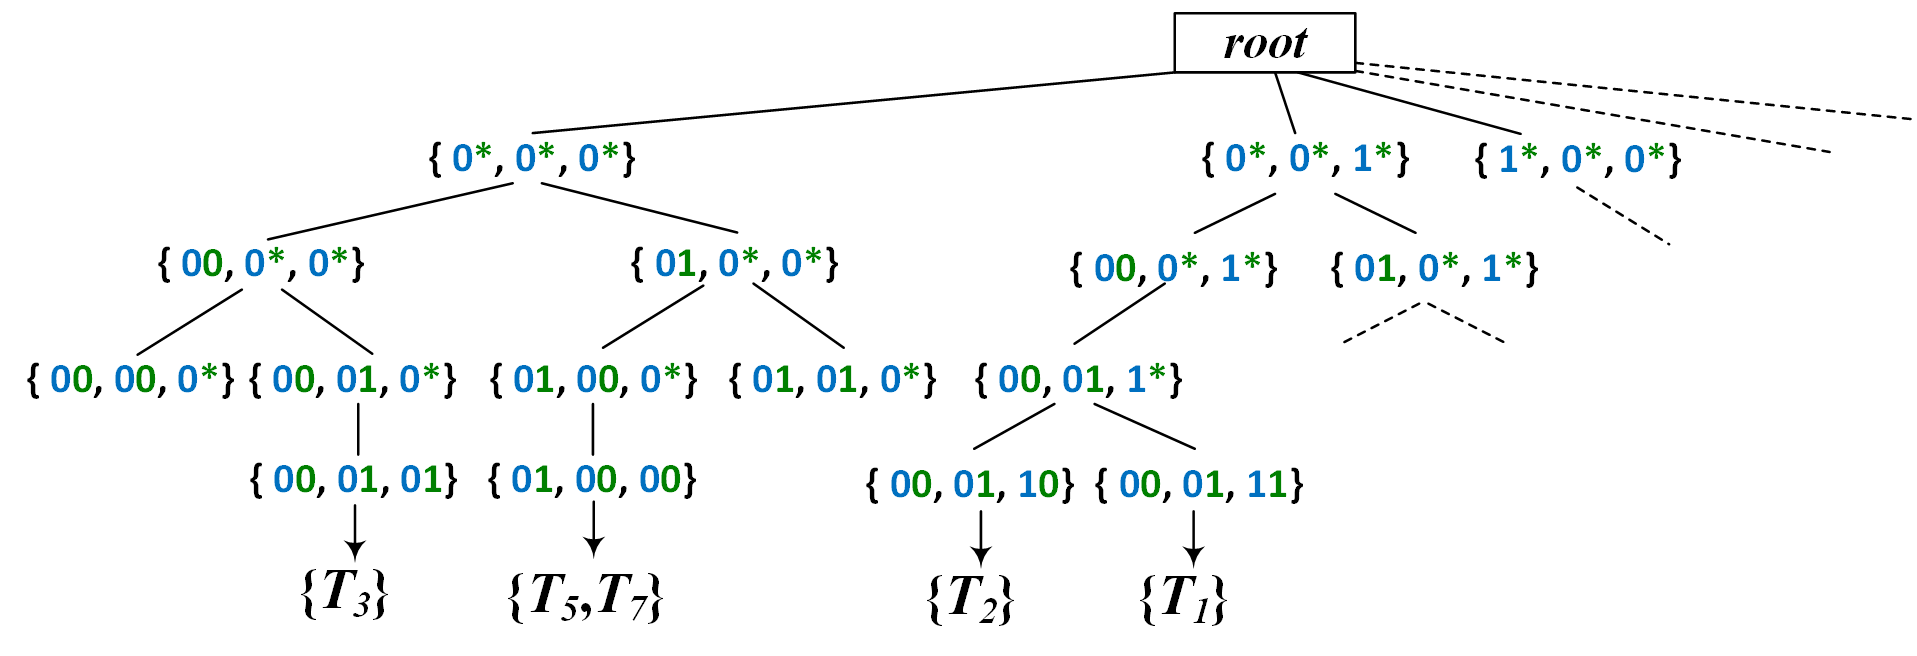 root
{ 0*, 0*, 0*} { 0*, 0*, 1*} { 1*, 0*, 0*}
{ 00, 0*, 0*} { 01, 0*, 0*} { 00, 0*, 1*} { 01, 0*, 1*}
{ 00, 00, 0*} { 00, 01, 0*} { 01, 00, 0*} { 01, 01, 0*} { 00, 01, 1*}
{ 00, 01, 01} { 01, 00, 00} { 00, 01, 10} { 00, 01, 11}
{T3} {T5,T7} {T2} {T1}